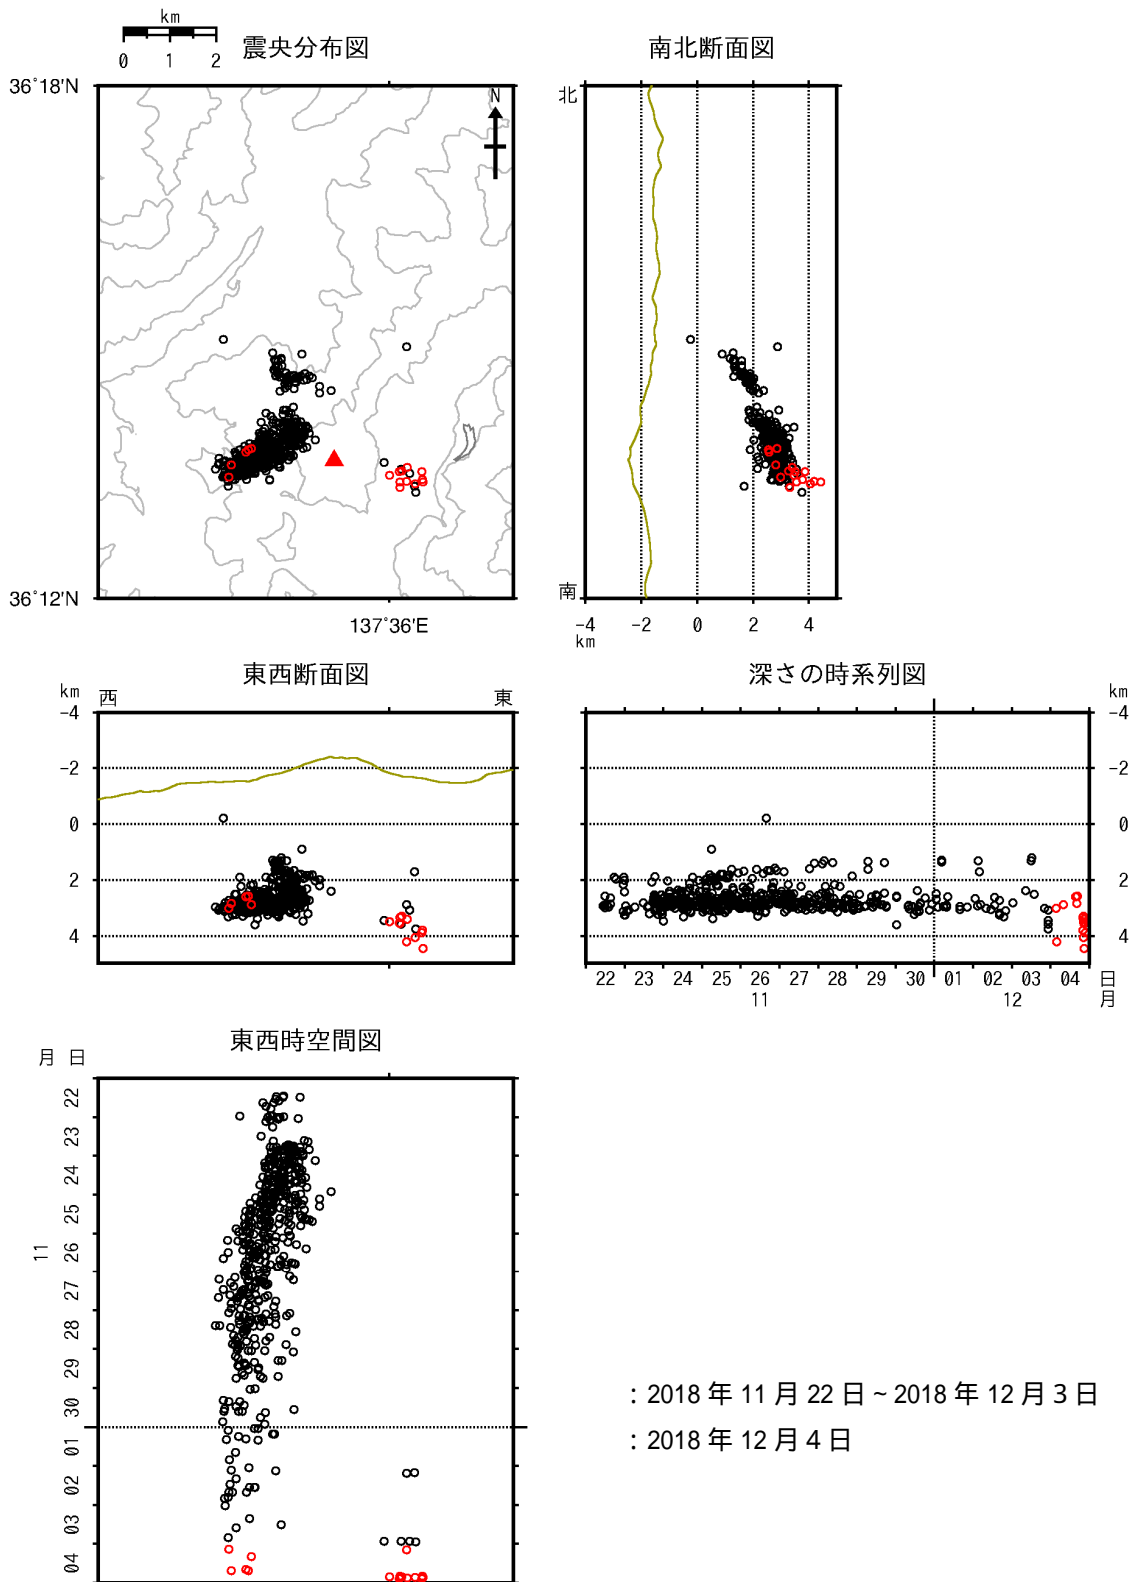 km
0 1 2
震央分布図
南北断面図
36°18'N
N
北
36°12'N
南
137°36'E
-4 -2 0 2 4
km
東西断面図
深さの時系列図
km
西
東
km
-4
-2
0
2
4
-4
-2
0
2
4
22 23 24 25 26 27 28 29 30 01 02 03 04 日
11 12 月
東西時空間図
月 日
22
23
24
25
26
11
27
28
29
30
01
02
03
04
: 2018 年 11 月 22 日 ~ 2018 年 12 月 3 日
: 2018 年 12 月 4 日